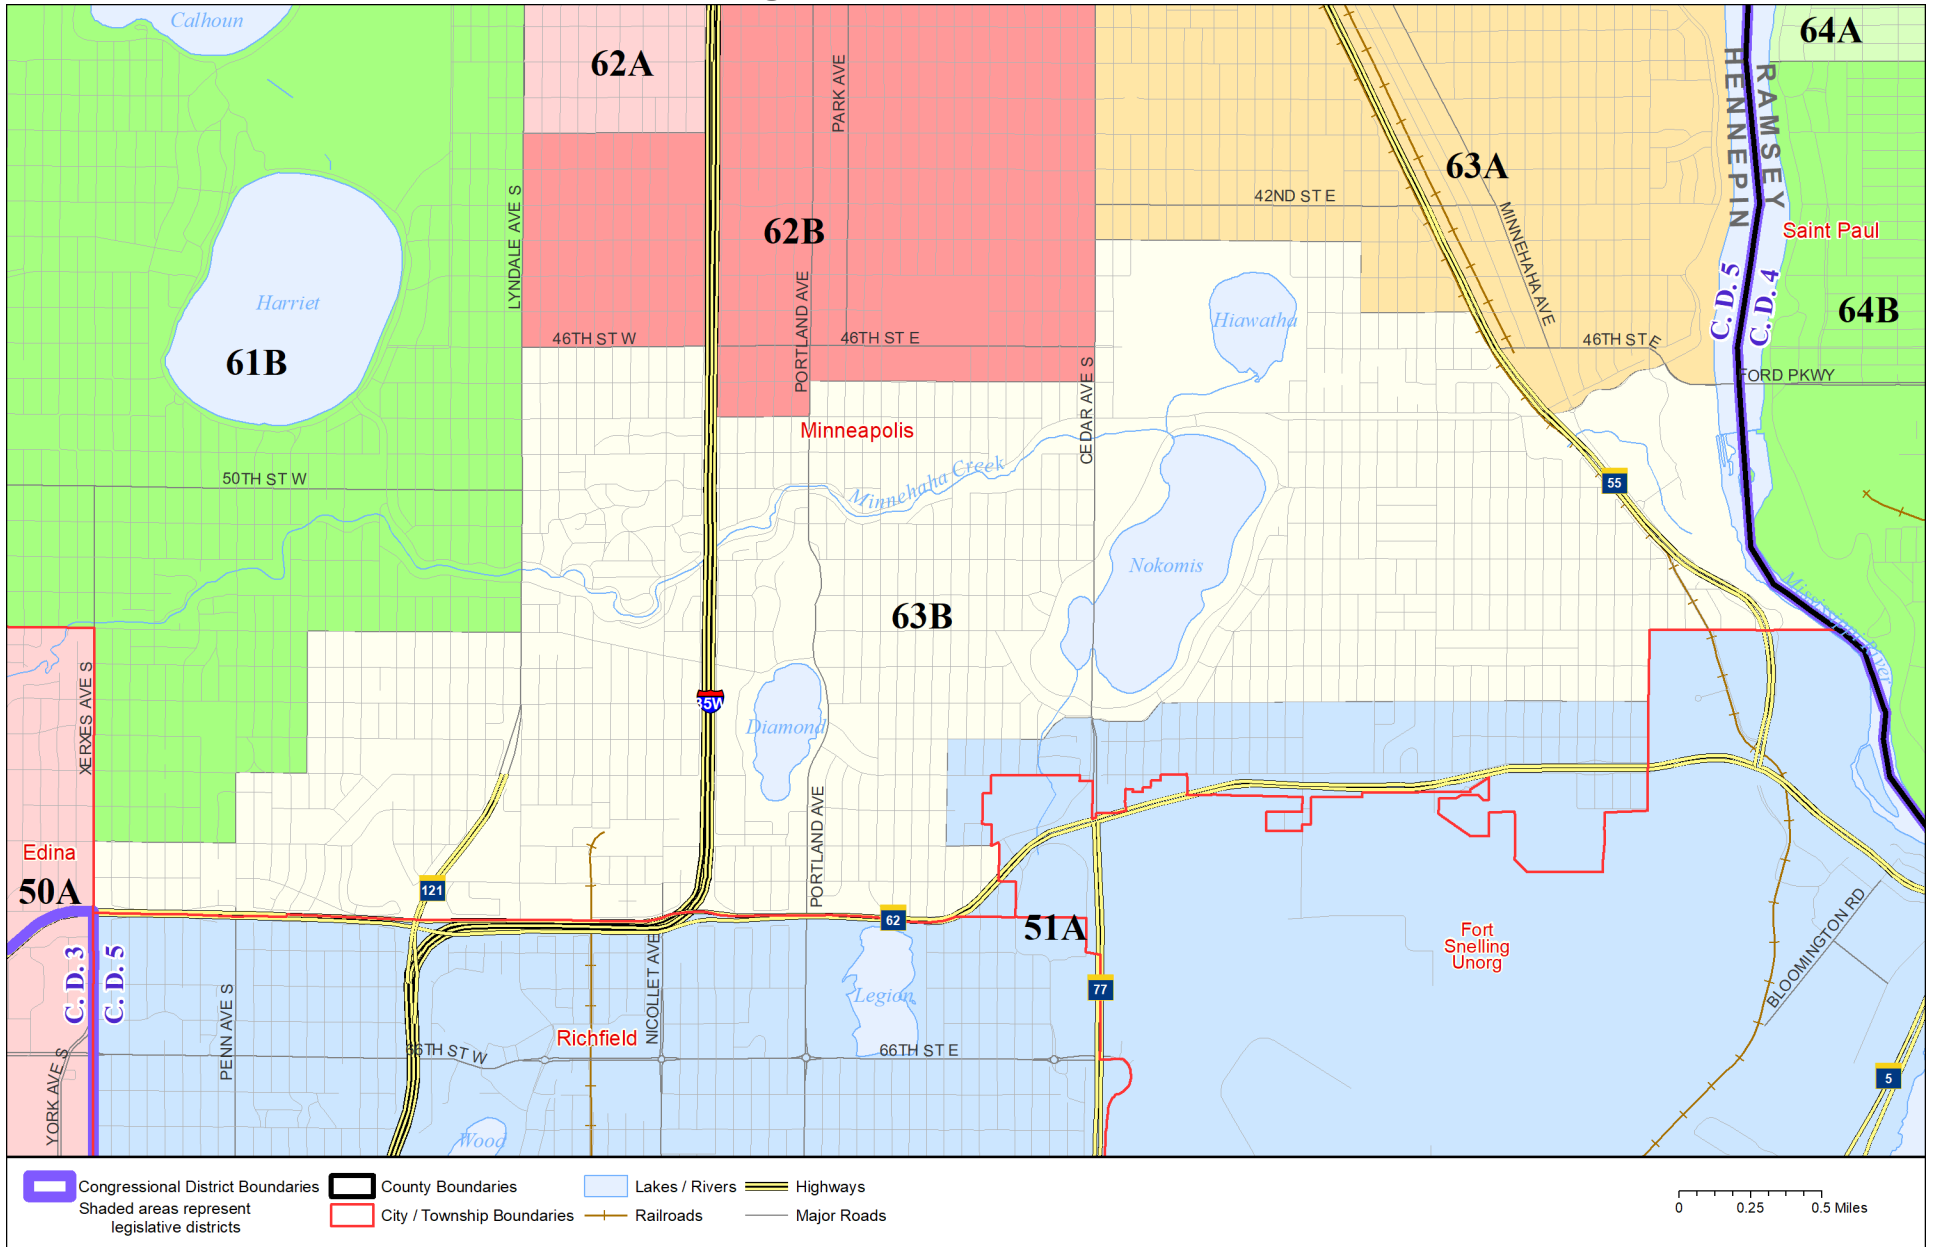 Calhoun
62A
PARK AVE
64A
HENNEPIN
RAMSEY
63A
42ND ST E
LYNDALE AVE S
62B
MINNEHAHA AVE
Saint Paul
Harriet
61B
PORTLAND AVE
46TH ST W
46TH ST E
Hiawatha
46TH ST E
C. D. 5
C. D. 4
64B
FORD PKWY
CEDAR AVE S
Minneapolis
50TH ST W
Minnehaha Creek
55
Nokomis
63B
Mississippi River
XERXES AVE S
35W
Diamond
PORTLAND AVE
Edina
50A
121
62
51A
Fort
Snelling
Unorg
BLOOMINGTON RD
C. D. 3
C. D. 5
PENN AVE S
NICOLLET AVE
Legion
77
Richfield
66TH ST W
66TH ST E
YORK AVE S
5
Wood
Congressional District Boundaries
Shaded areas represent
legislative districts
County Boundaries
City / Township Boundaries
Lakes / Rivers
Railroads
Highways
Major Roads
0 0.25 0.5 Miles